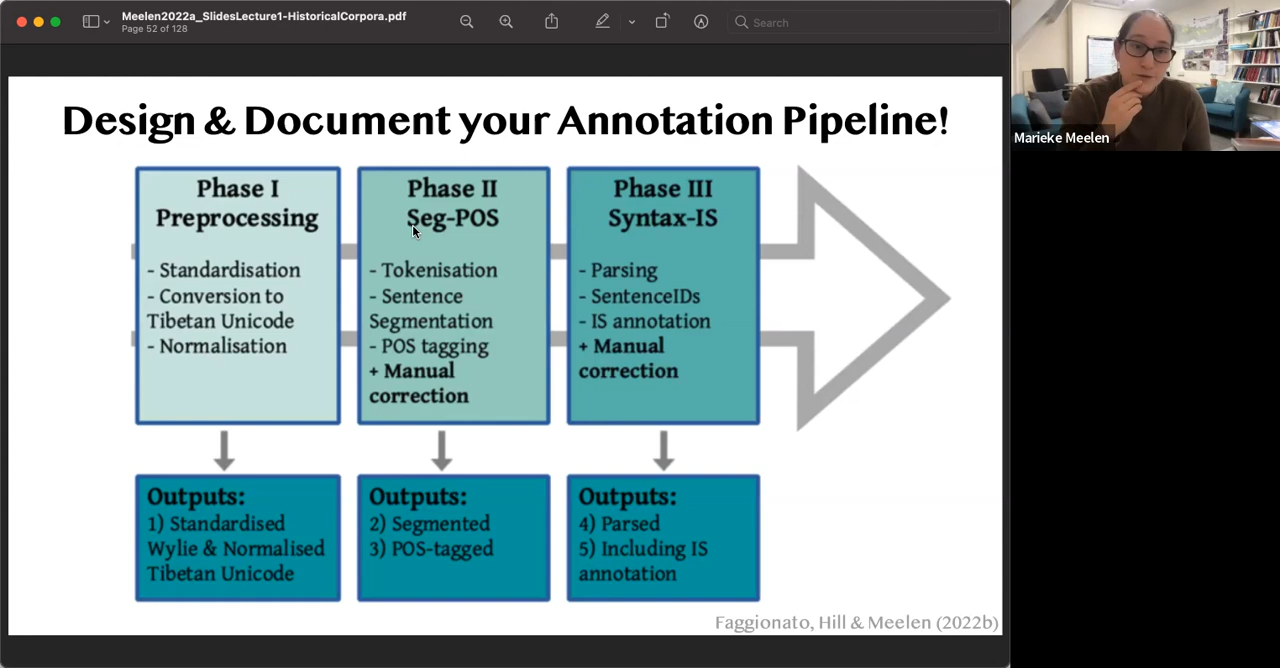 Meelen2022a_SlidesLecture1-HistoricalCorpora.pdf
Page 52 of 128
Search
Marieke Meelen
Design & Document your Annotation Pipeline!
Phase I
Preprocessing
- Standardisation
- Conversion to
Tibetan Unicode
- Normalisation
Phase II
Seg-POS
- Tokenisation
- Sentence
Segmentation
- POS tagging
+ Manual
correction
Phase III
Syntax-IS
- Parsing
- SentenceIDs
- IS annotation
+ Manual
correction
Outputs:
1) Standardised
Wylie & Normalised
Tibetan Unicode
Outputs:
2) Segmented
3) POS-tagged
Outputs:
4) Parsed
5) Including IS
annotation
Faggionato, Hill & Meelen (2022b)